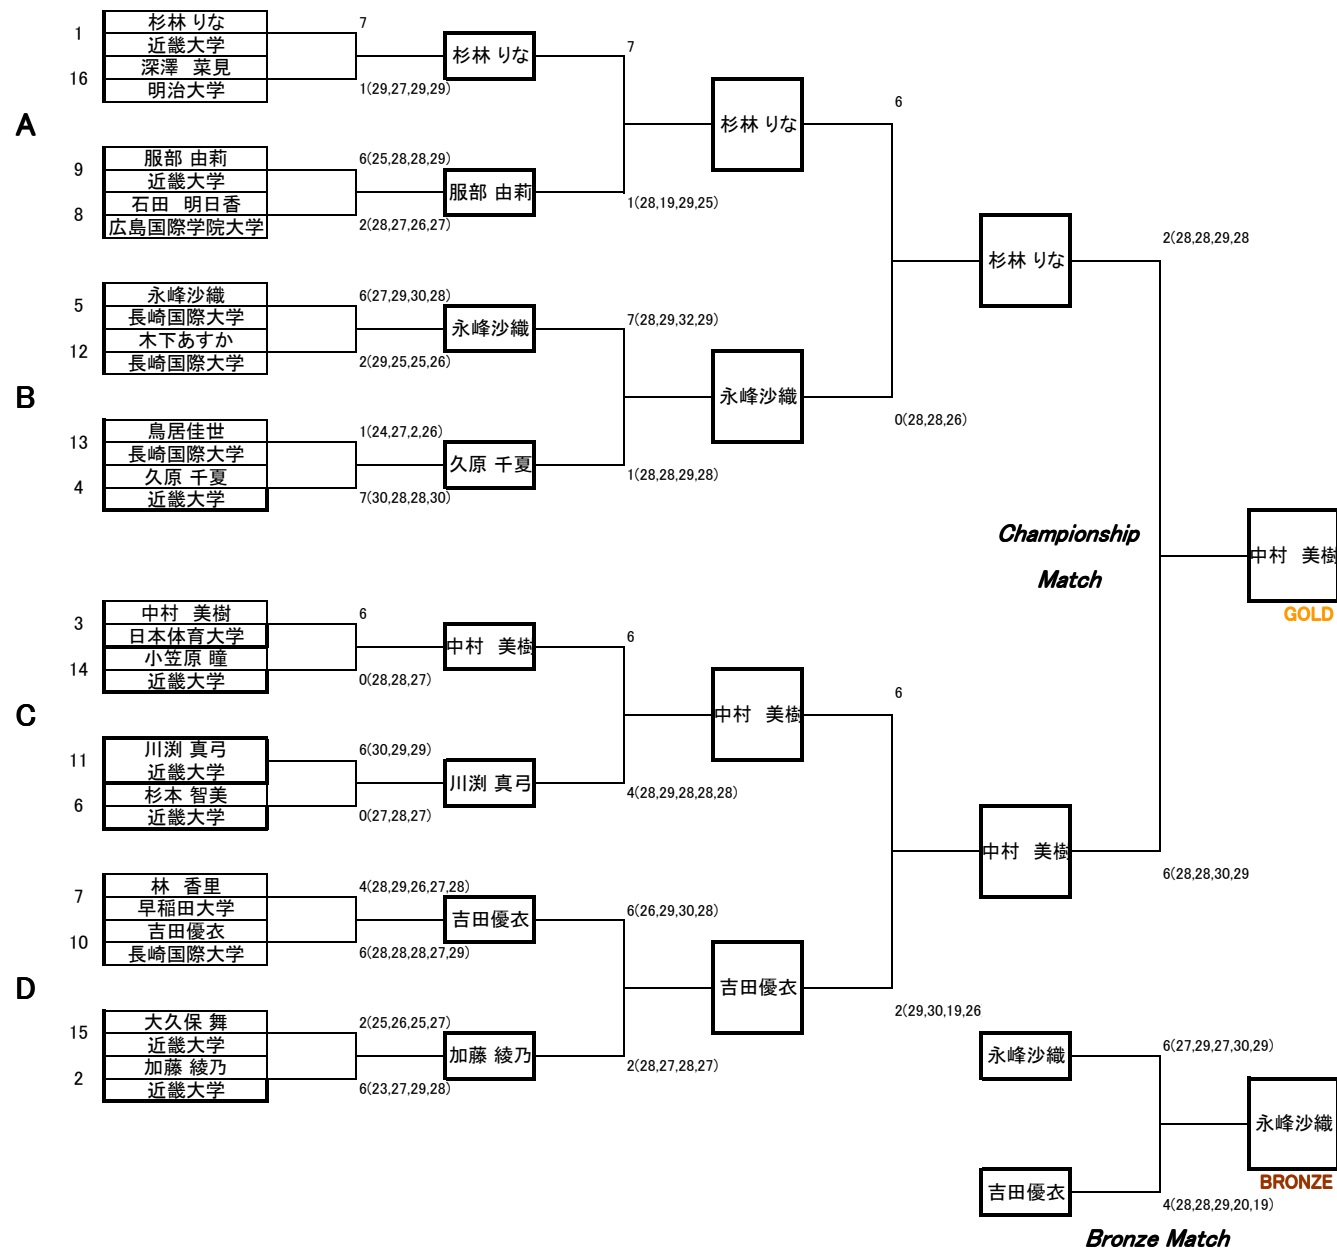 1
杉林 りな
近畿大学
7
杉林 りな
16
深澤　菜見
明治大学
1(29,27,29,29)
7
A
杉林 りな
6
9
服部 由莉
近畿大学
6(25,28,28,29)
服部 由莉
8
石田　明日香
広島国際学院大学
2(28,27,26,27)
1(28,19,29,25)
杉林 りな
2(28,28,29,28
5
永峰沙織
長崎国際大学
6(27,29,30,28)
永峰沙織
12
木下あすか
長崎国際大学
2(29,25,25,26)
7(28,29,32,29)
B
永峰沙織
0(28,28,26)
13
鳥居佳世
長崎国際大学
1(24,27,2,26)
久原 千夏
4
久原 千夏
近畿大学
7(30,28,28,30)
1(28,28,29,28)
Championship
Match
中村　美樹
GOLD
3
中村　美樹
日本体育大学
6
中村　美樹
14
小笠原 瞳
近畿大学
0(28,28,27)
6
C
中村　美樹
6
11
川渕 真弓
近畿大学
6(30,29,29)
川渕 真弓
6
杉本 智美
近畿大学
0(27,28,27)
4(28,29,28,28,28)
中村　美樹
6(28,28,30,29
7
林　香里
早稲田大学
4(28,29,26,27,28)
吉田優衣
10
吉田優衣
長崎国際大学
6(28,28,28,27,29)
6(26,29,30,28)
D
吉田優衣
2(29,30,19,26
15
大久保 舞
近畿大学
2(25,26,25,27)
加藤 綾乃
2
加藤 綾乃
近畿大学
6(23,27,29,28)
2(28,27,28,27)
永峰沙織
6(27,29,27,30,29)
永峰沙織
BRONZE
吉田優衣
4(28,28,29,20,19)
Bronze Match